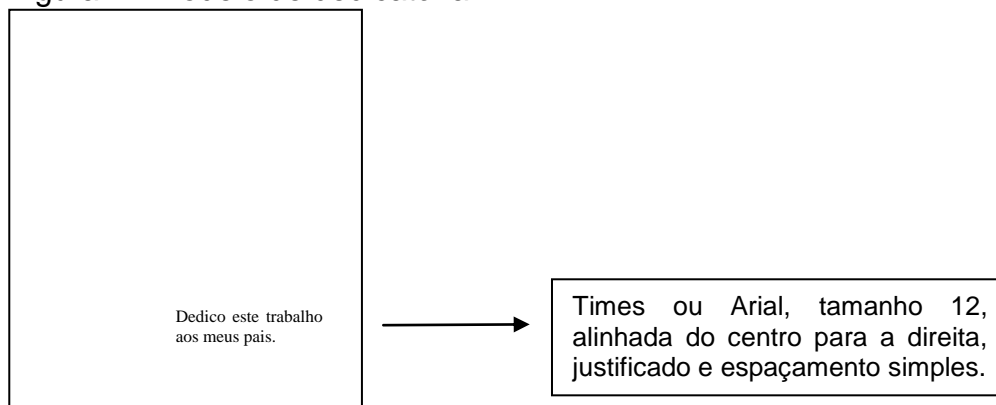 Dedico este trabalho
aos meus pais.
Times ou Arial, tamanho 12,
alinhada do centro para a direita,
justificado e espaçamento simples.